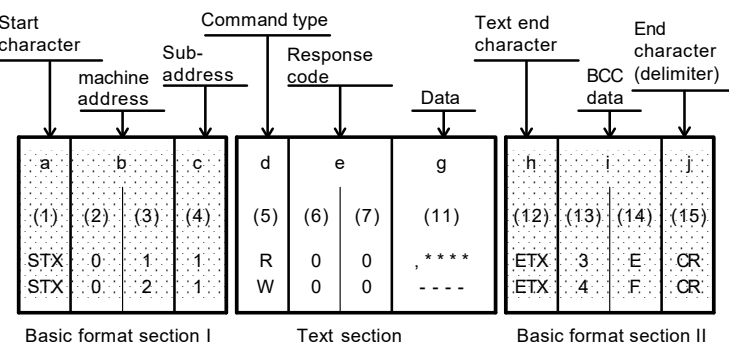 Start
character
machine
address
Sub-
address
Command type
Response
code
Data
Text end
character
BCC
data
End
character
(delimiter)
a b c d e g h i j
(1) (2) (3) (4) (5) (6) (7) (11) (12) (13) (14) (15)
STX 0 1 1 R 0 0 , * * * * ETX 3 E CR
STX 0 2 1 W 0 0 - - - - ETX 4 F CR
Basic format section I Text section Basic format section II